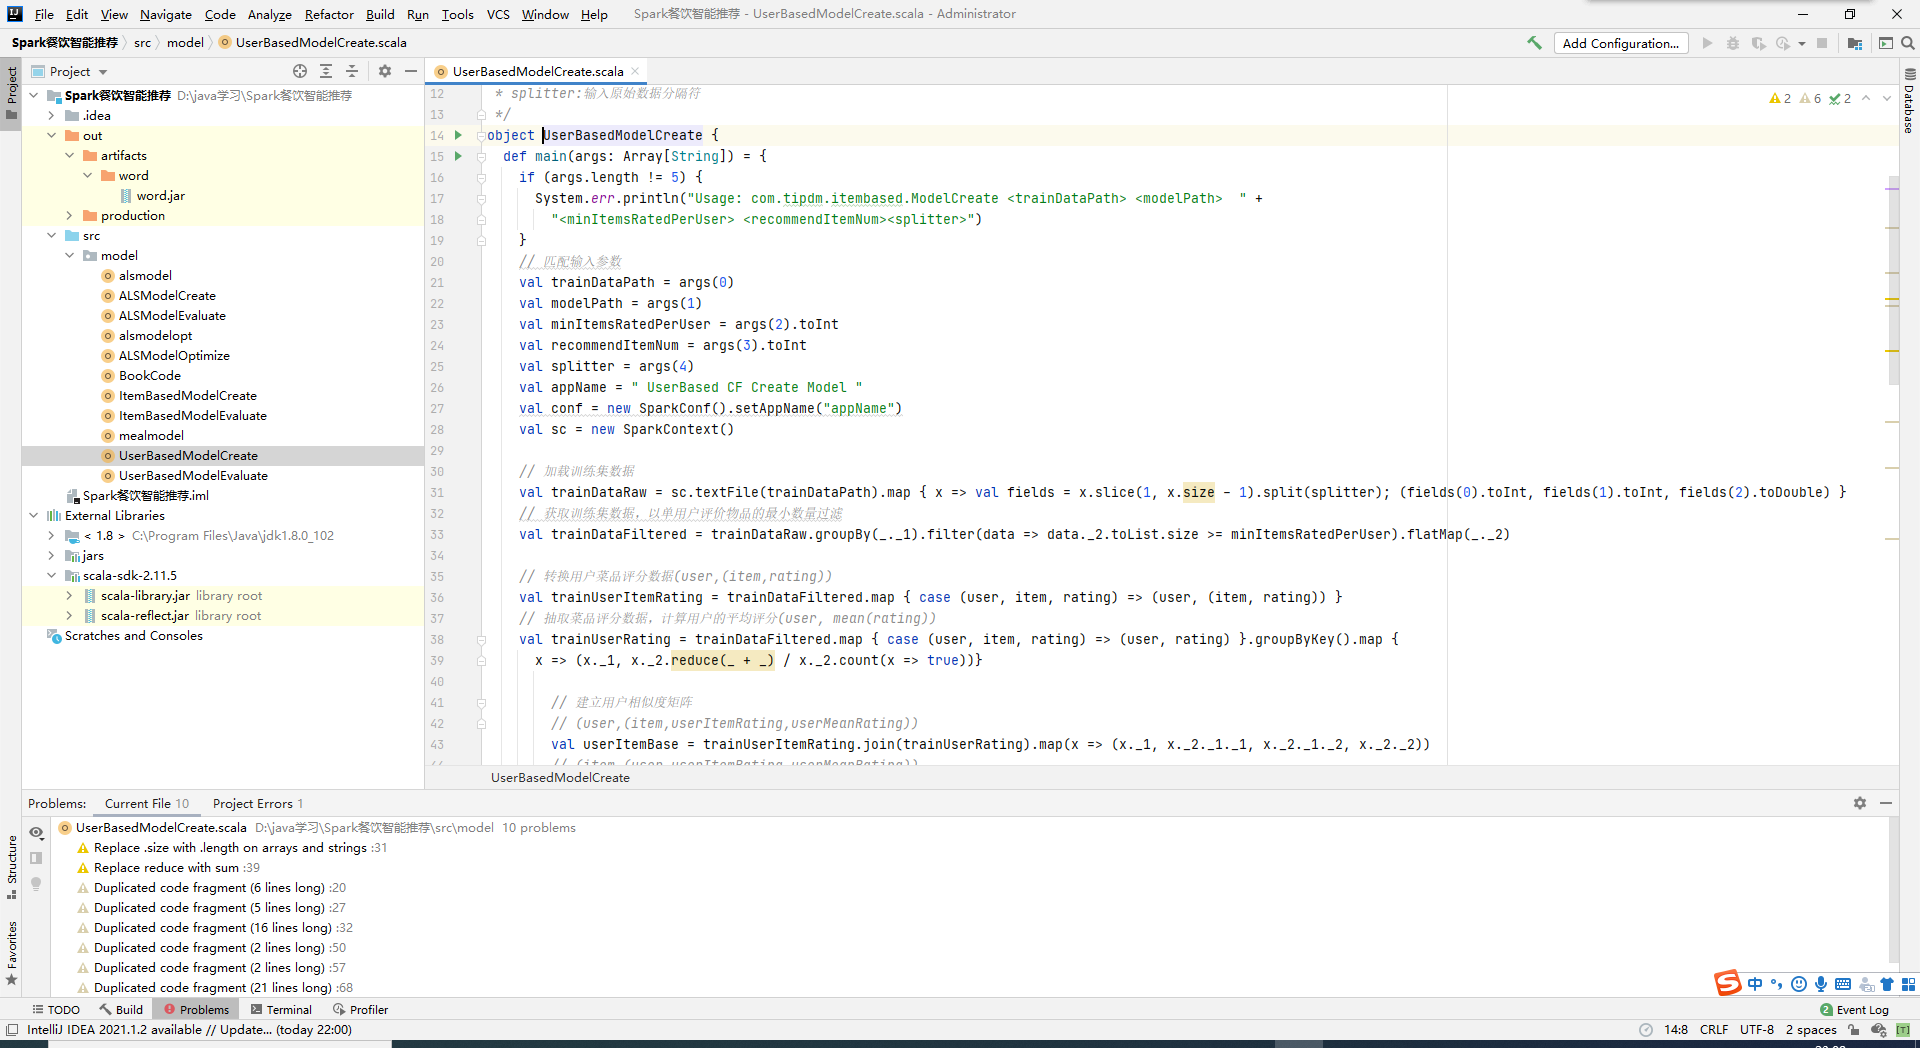 File Edit View Navigate Code Analyze Refactor Build Run Tools VCS Window Help Spark餐饮智能推荐 - UserBasedModelCreate.scala - Administrator
Spark餐饮智能推荐 src model UserBasedModelCreate.scala Add Configuration...
Project
UserBasedModelCreate.scala
Project
Database
Structure
Favorites
Spark餐饮智能推荐 D:\java学习\Spark餐饮智能推荐
.idea
out
artifacts
word
word.jar
production
src
model
alsmodel
ALSModelCreate
ALSModelEvaluate
alsmodelopt
ALSModelOptimize
BookCode
ItemBasedModelCreate
ItemBasedModelEvaluate
mealmodel
UserBasedModelCreate
UserBasedModelEvaluate
Spark餐饮智能推荐.iml
External Libraries
< 1.8 > C:\Program Files\Java\jdk1.8.0_102
jars
scala-sdk-2.11.5
scala-library.jar library root
scala-reflect.jar library root
Scratches and Consoles
2 6 2
12 * splitter:输入原始数据分隔符
13 */
14 object UserBasedModelCreate {
15 def main(args: Array[String]) = {
16 if (args.length != 5) {
17 System.err.println("Usage: com.tipdm.itembased.ModelCreate <trainDataPath> <modelPath>  " +
18 "<minItemsRatedPerUser> <recommendItemNum><splitter>")
19 }
20 // 匹配输入参数
21 val trainDataPath = args(0)
22 val modelPath = args(1)
23 val minItemsRatedPerUser = args(2).toInt
24 val recommendItemNum = args(3).toInt
25 val splitter = args(4)
26 val appName = " UserBased CF Create Model "
27 val conf = new SparkConf().setAppName("appName")
28 val sc = new SparkContext()
29
30 // 加载训练集数据
31 val trainDataRaw = sc.textFile(trainDataPath).map { x => val fields = x.slice(1, x.size - 1).split(splitter); (fields(0).toInt, fields(1).toInt, fields(2).toDouble) }
32 // 获取训练集数据，以单用户评价物品的最小数量过滤
33 val trainDataFiltered = trainDataRaw.groupBy(_._1).filter(data => data._2.toList.size >= minItemsRatedPerUser).flatMap(_._2)
34
35 // 转换用户菜品评分数据(user,(item,rating))
36 val trainUserItemRating = trainDataFiltered.map { case (user, item, rating) => (user, (item, rating)) }
37 // 抽取菜品评分数据，计算用户的平均评分(user, mean(rating))
38 val trainUserRating = trainDataFiltered.map { case (user, item, rating) => (user, rating) }.groupByKey().map {
39 x => (x._1, x._2.reduce(_ + _) / x._2.count(x => true))}
40
41 // 建立用户相似度矩阵
42 // (user,(item,userItemRating,userMeanRating))
43 val userItemBase = trainUserItemRating.join(trainUserRating).map(x => (x._1, x._2._1._1, x._2._1._2, x._2._2))
// (item,(user,userItemRating,userMeanRating))
UserBasedModelCreate
Problems: Current File 10 Project Errors 1
UserBasedModelCreate.scala D:\java学习\Spark餐饮智能推荐\src\model 10 problems
Replace .size with .length on arrays and strings :31
Replace reduce with sum :39
Duplicated code fragment (6 lines long) :20
Duplicated code fragment (5 lines long) :27
Duplicated code fragment (16 lines long) :32
Duplicated code fragment (2 lines long) :50
Duplicated code fragment (2 lines long) :57
Duplicated code fragment (21 lines long) :68
中
TODO Build Problems Terminal Profiler 2 Event Log
IntelliJ IDEA 2021.1.2 available // Update... (today 22:00) 14:8 CRLF UTF-8 2 spaces